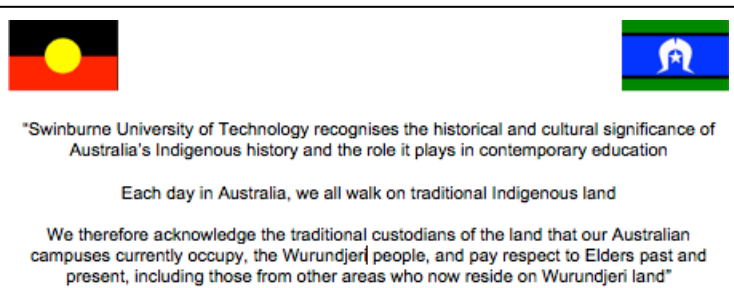 "Swinburne University of Technology recognises the historical and cultural significance of
Australia's Indigenous history and the role it plays in contemporary education
Each day in Australia, we all walk on traditional Indigenous land
We therefore acknowledge the traditional custodians of the land that our Australian
campuses currently occupy, the Wurundjeri people, and pay respect to Elders past and
present, including those from other areas who now reside on Wurundjeri land"